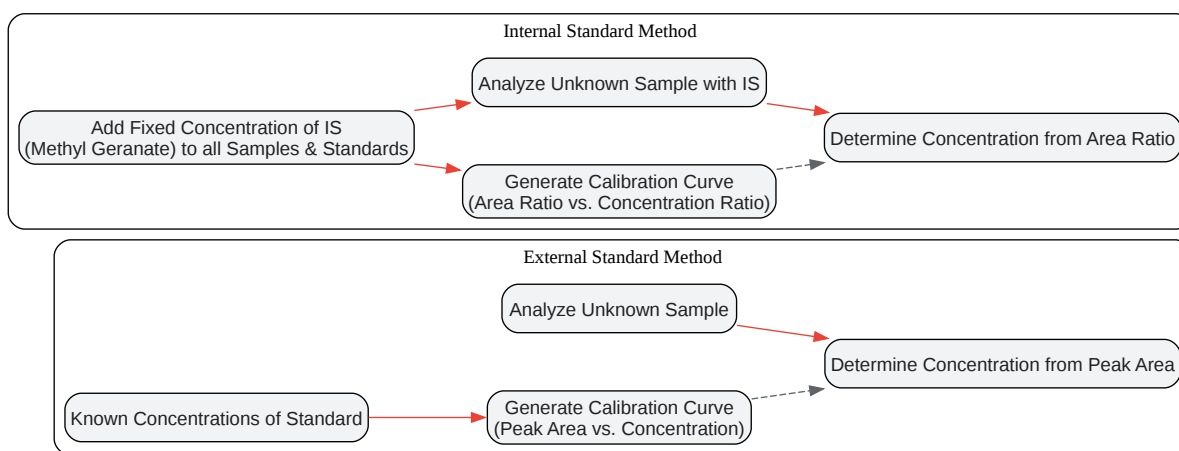 Internal Standard Method
Analyze Unknown Sample with IS
Add Fixed Concentration of IS
(Methyl Geranate) to all Samples & Standards
Determine Concentration from Area Ratio
Generate Calibration Curve
(Area Ratio vs. Concentration Ratio)
External Standard Method
Analyze Unknown Sample
Determine Concentration from Peak Area
Known Concentrations of Standard
Generate Calibration Curve
(Peak Area vs. Concentration)